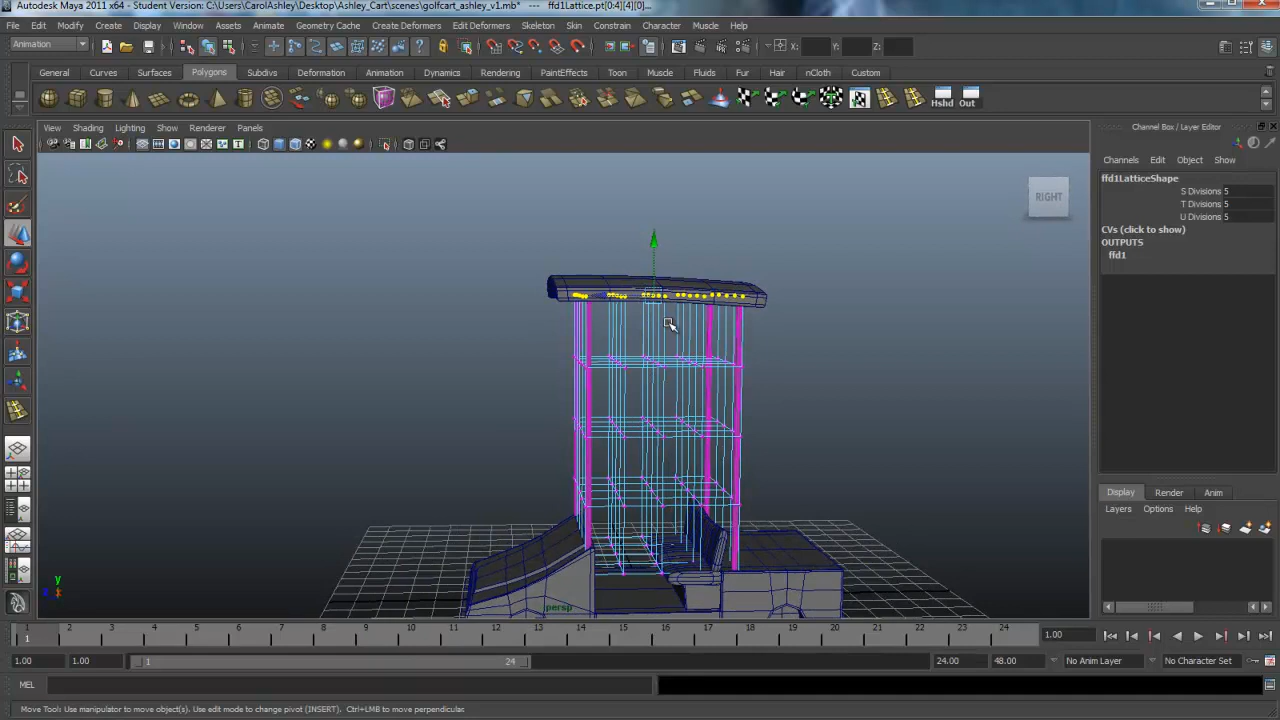 Autodesk Maya 2011 x64 - Student Version: C:\Users\CarolAshley\Desktop\Ashley_Cart\scenes\golfcart_ashley_v1.mb* --- ffd1Lattice.pt[0:4][4][0]...
File Edit Modify Create Display Window Assets Animate Geometry Cache Create Deformers Edit Deformers Skeleton Skin Constrain Character Muscle Help
Animation X: Y: Z:
General Curves Surfaces Polygons Subdivs Deformation Animation Dynamics Rendering PaintEffects Toon Muscle Fluids Fur Hair nCloth Custom
Hshd Out
View Shading Lighting Show Renderer Panels
Channel Box / Layer Editor
Channels Edit Object Show
ffd1LatticeShape
S Divisions 5
T Divisions 5
U Divisions 5
CVs (click to show)
OUTPUTS
ffd1
RIGHT
Display Render Anim
Layers Options Help
y
persp
1 2 3 4 5 6 7 8 9 10 11 12 13 14 15 16 17 18 19 20 21 22 23 24 1.00
1
1.00 1.00 1 24 24.00 48.00 No Anim Layer No Character Set
MEL
Move Tool: Use manipulator to move object(s). Use edit mode to change pivot (INSERT). Ctrl+LMB to move perpendicular